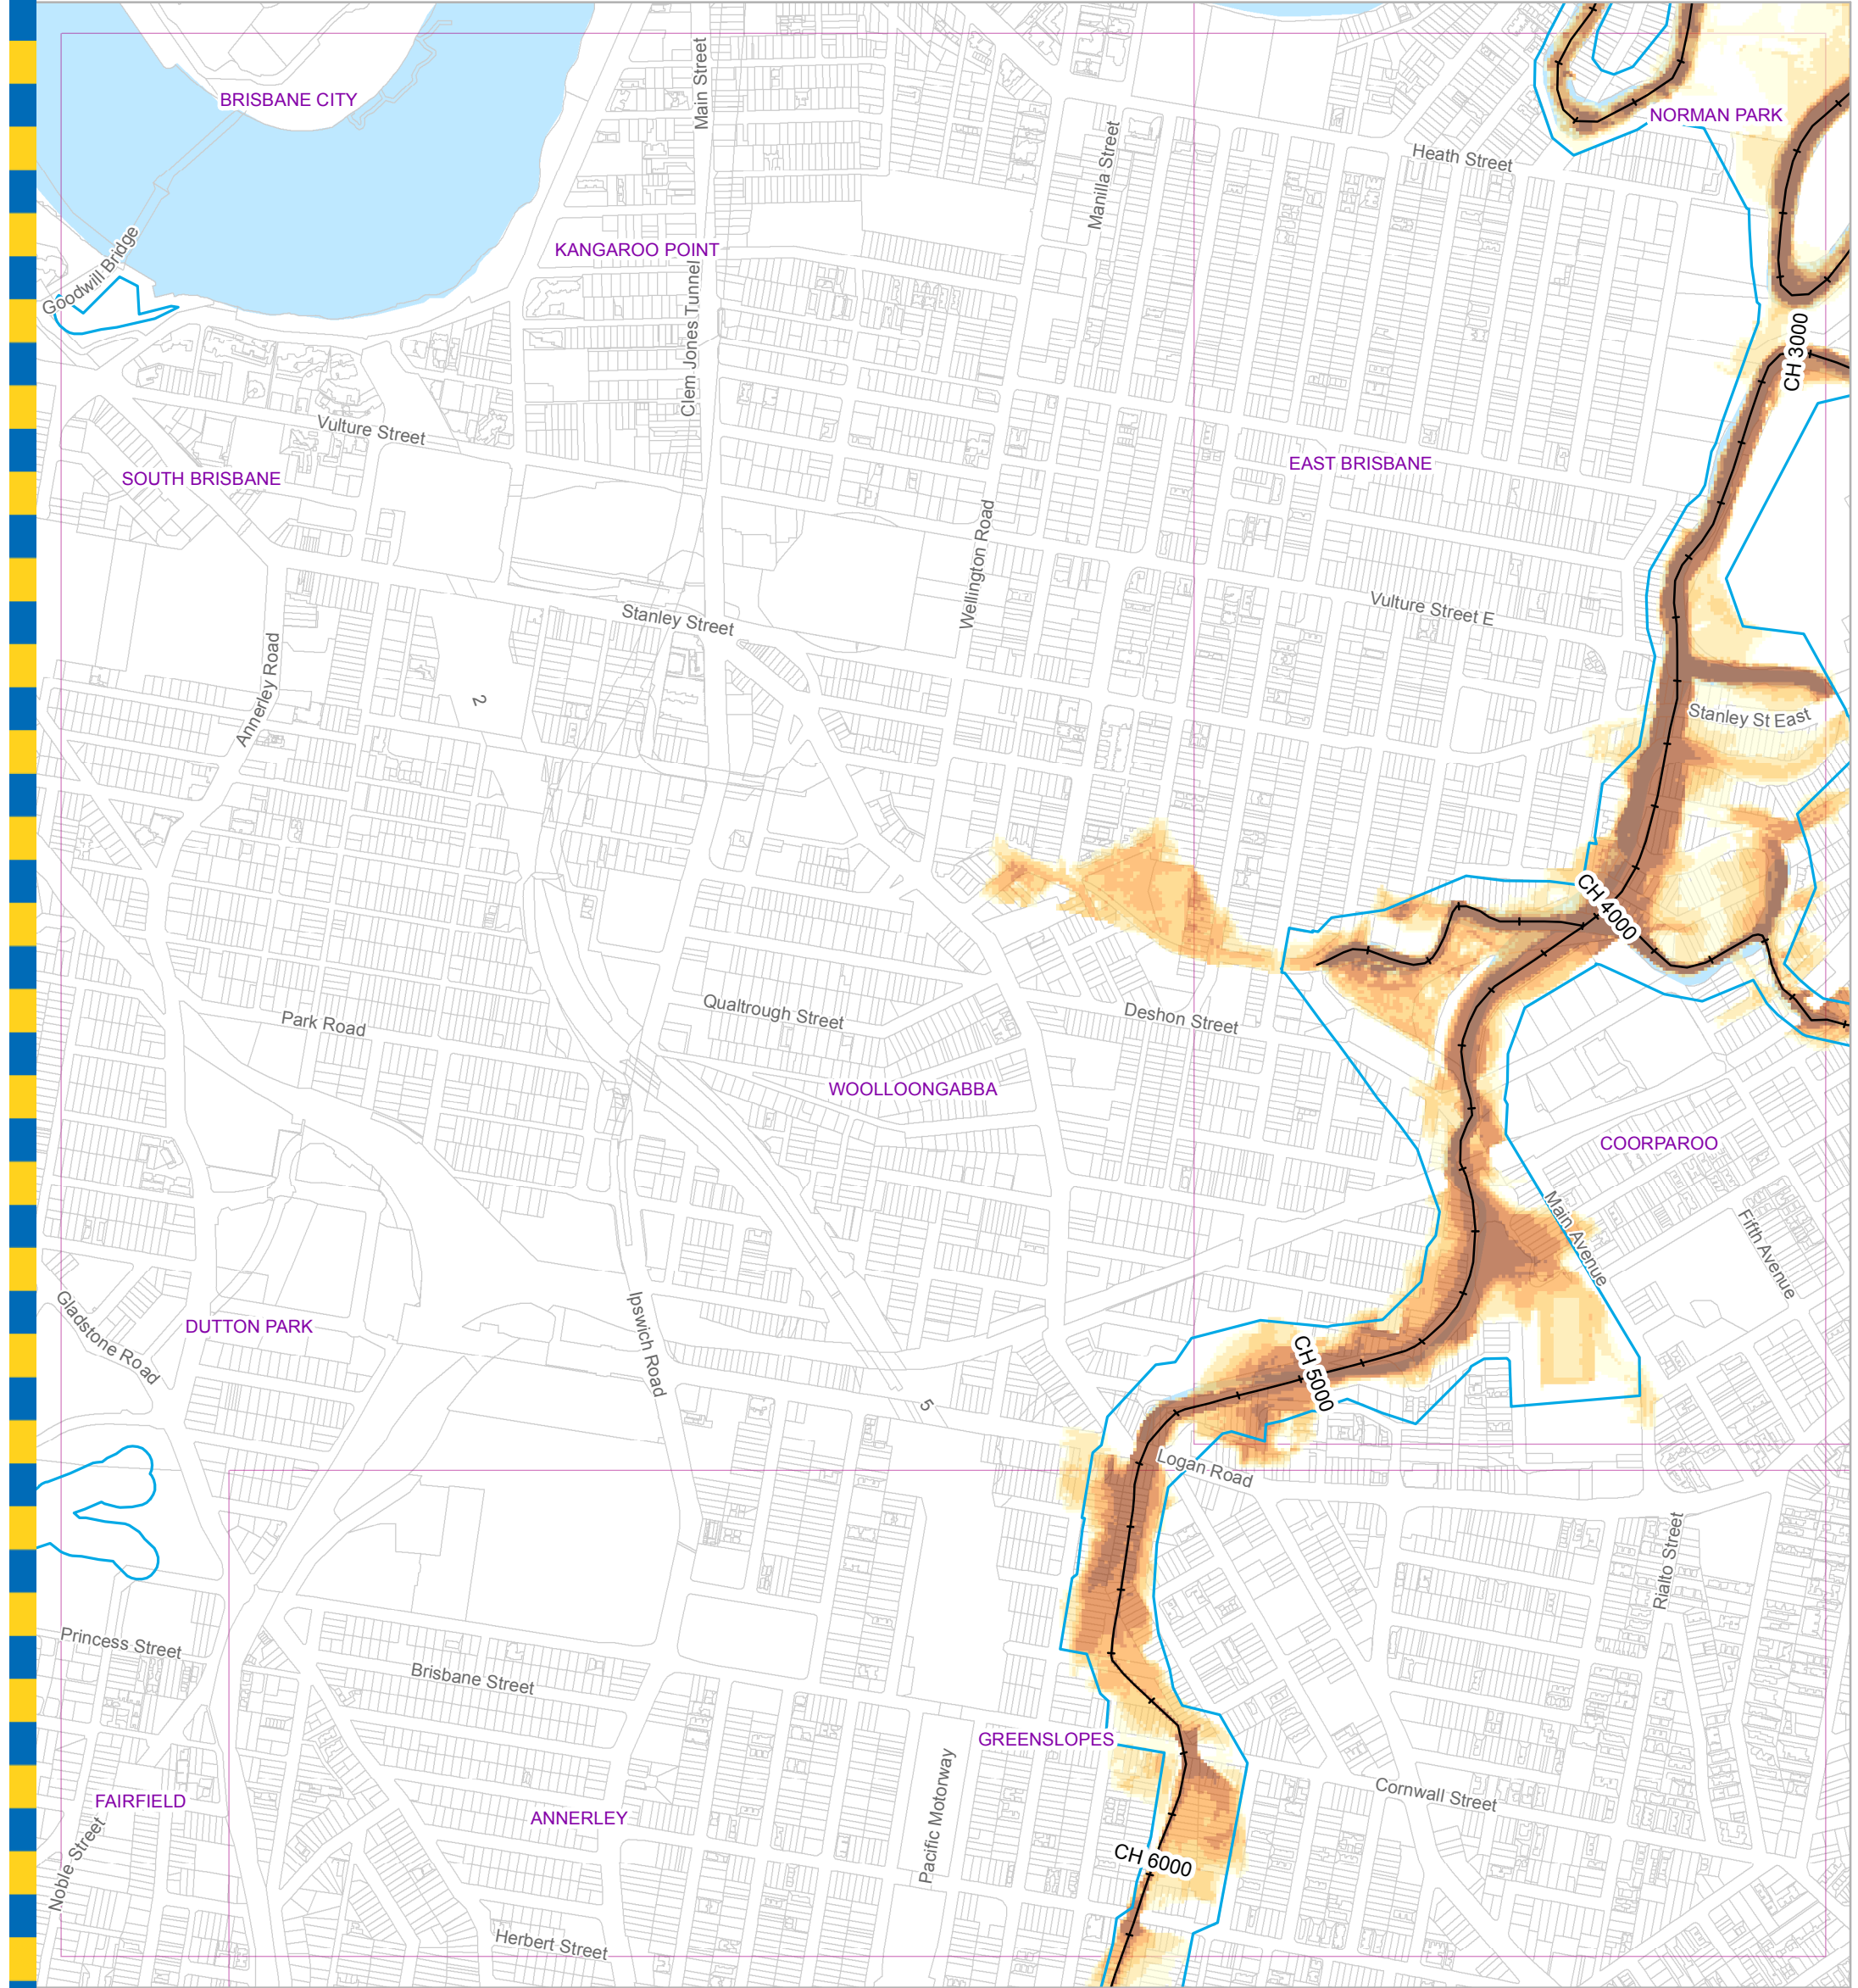 BRISBANE CITY
Main Street
NORMAN PARK
Heath Street
Manilla Street
KANGAROO POINT
Goodwill Bridge
Clem Jones Tunnel
CH 3000
Vulture Street
EAST BRISBANE
SOUTH BRISBANE
Wellington Road
Vulture Street E
Stanley Street
Annerley Road
2
Stanley St East
CH 4000
Qualtrough Street
Deshon Street
Park Road
WOOLLOONGABBA
COORPAROO
Main Avenue
Fifth Avenue
Gladstone Road
DUTTON PARK
Ipswich Road
CH 5000
5
Logan Road
Rialto Street
Princess Street
Brisbane Street
GREENSLOPES
Pacific Motorway
Cornwall Street
FAIRFIELD
ANNERLEY
Noble Street
CH 6000
Herbert Street